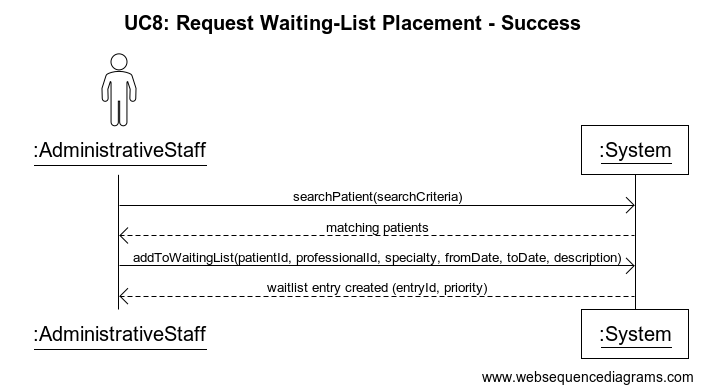 UC8: Request Waiting-List Placement - Success
:AdministrativeStaff
:System
searchPatient(searchCriteria)
matching patients
addToWaitingList(patientId, professionalId, specialty, fromDate, toDate, description)
waitlist entry created (entryId, priority)
:AdministrativeStaff
:System
www.websequencediagrams.com